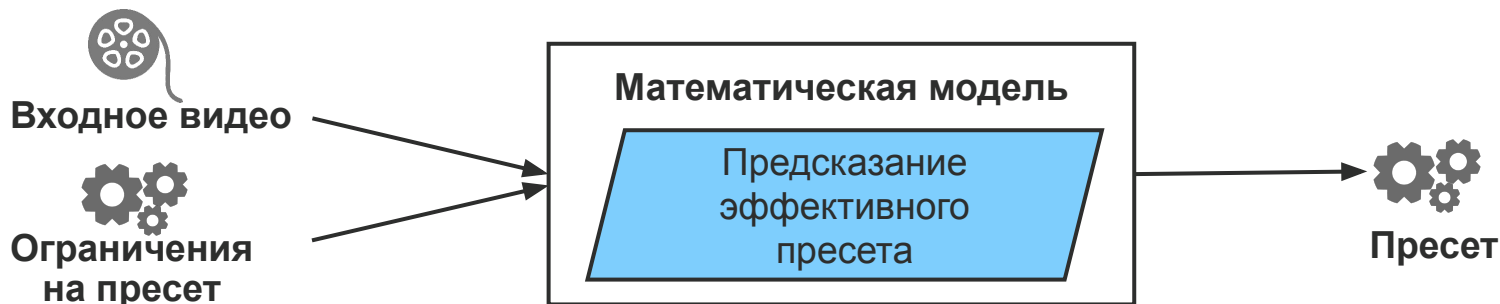 Входное видео
Ограничения
на пресет
Математическая модель
Предсказание
эффективного
пресета
Пресет